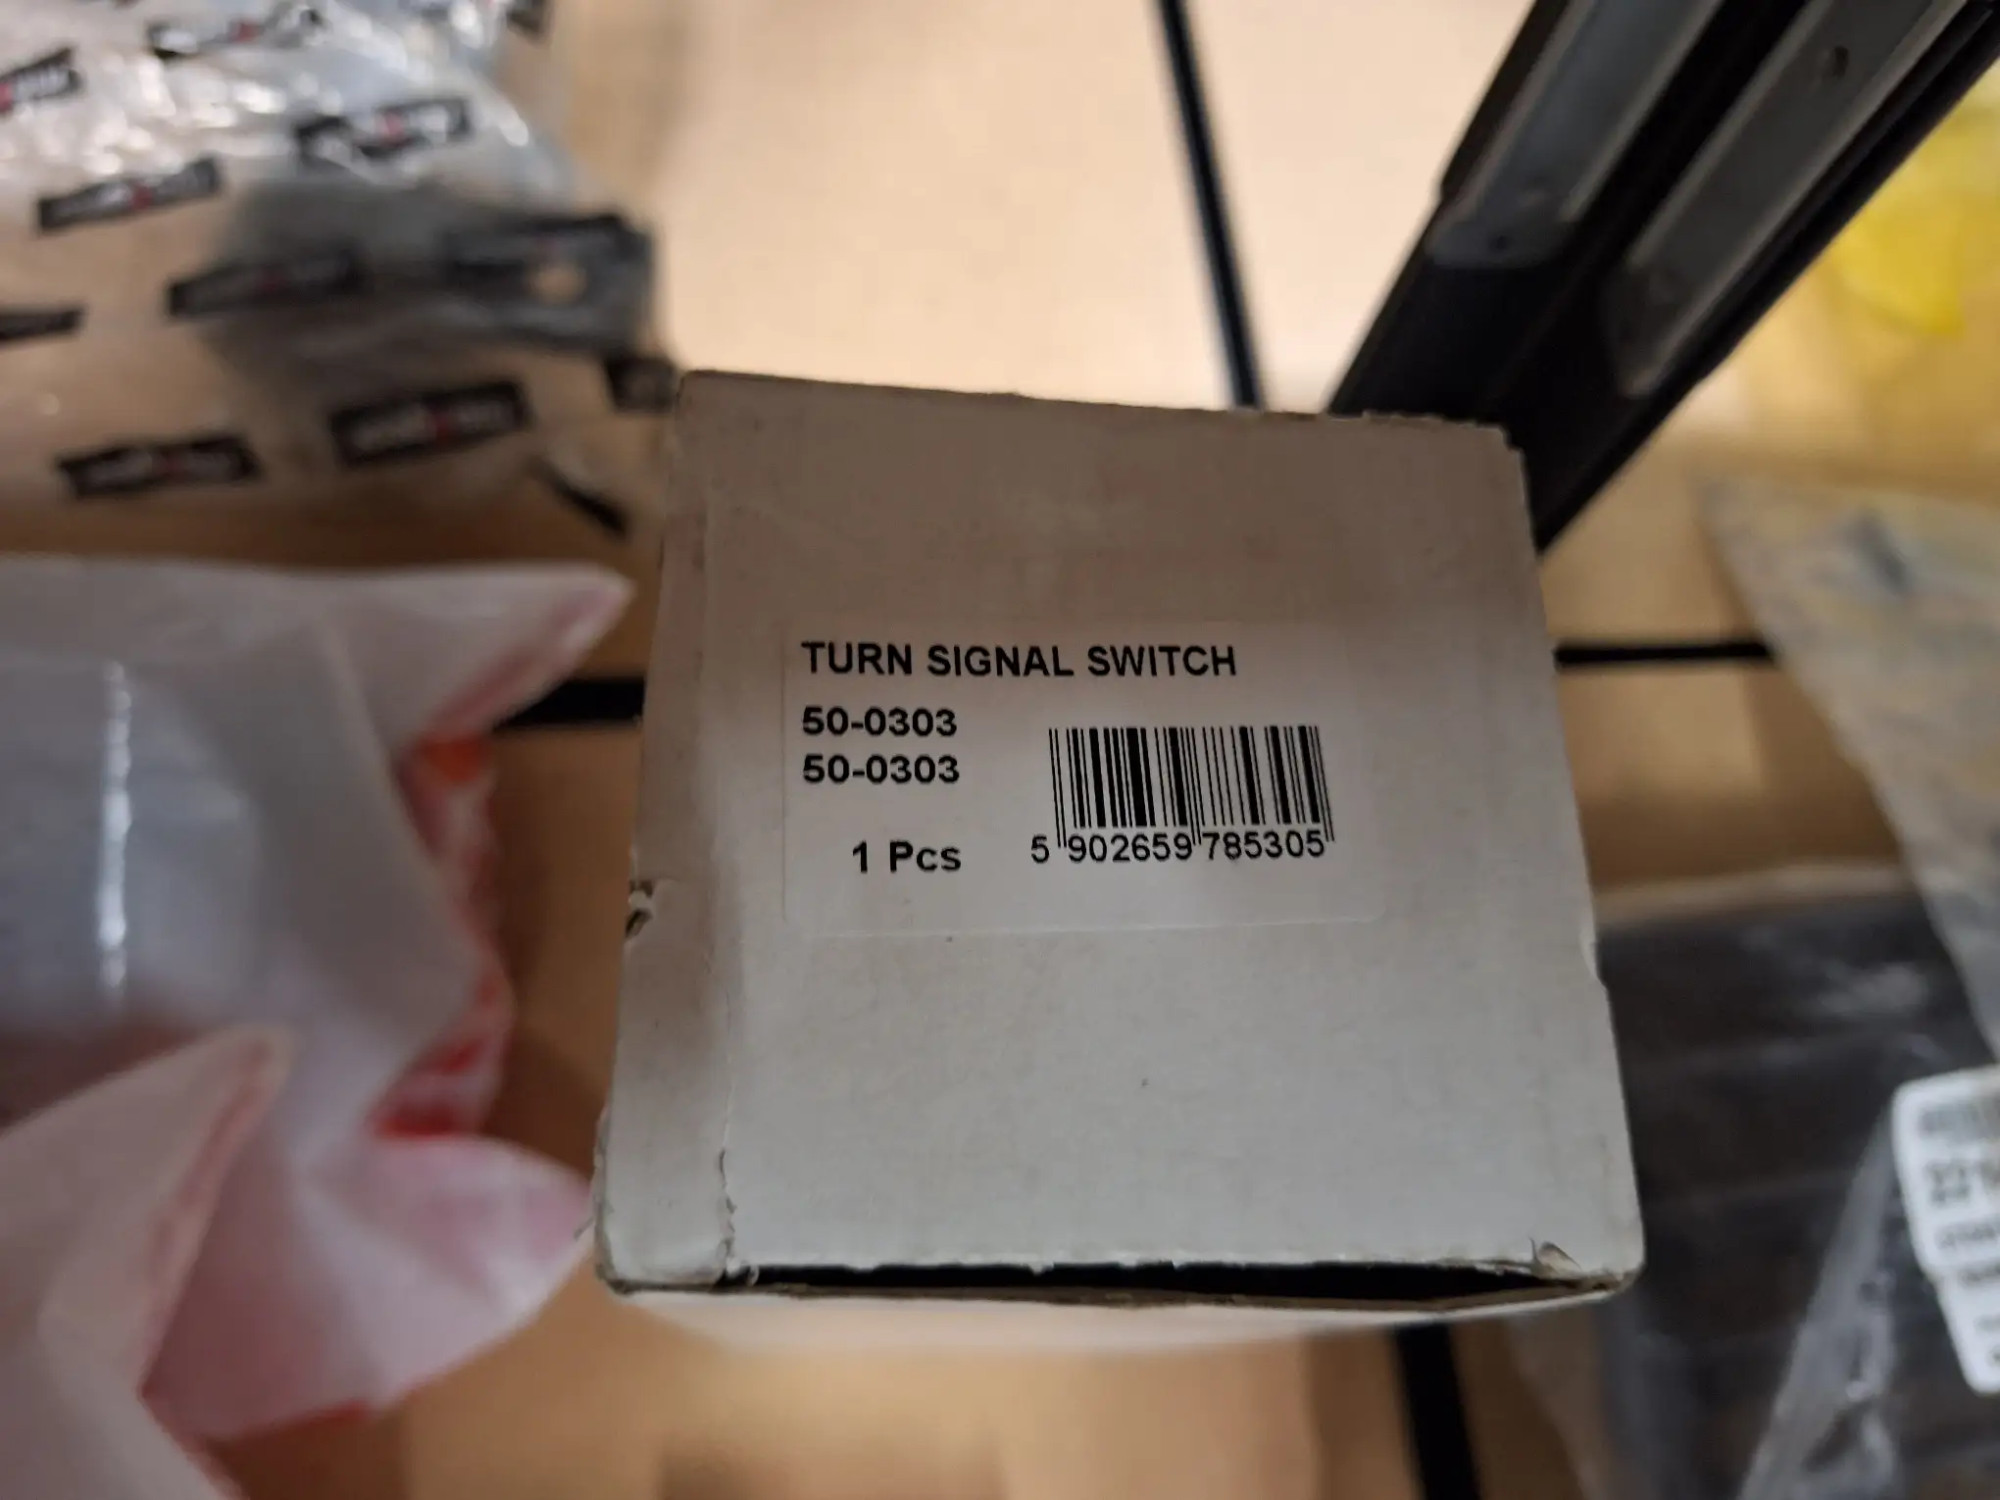 TURN SIGNAL SWITCH
50-0303
50-0303
1 Pcs
5 902659 785305